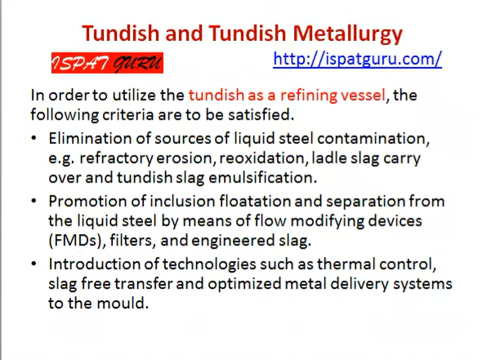 Tundish and Tundish Metallurgy
ISPAT GURU
http://ispatguru.com/
In order to utilize the tundish as a refining vessel, the
following criteria are to be satisfied.
• Elimination of sources of liquid steel contamination,
e.g. refractory erosion, reoxidation, ladle slag carry
over and tundish slag emulsification.
• Promotion of inclusion floatation and separation from
the liquid steel by means of flow modifying devices
(FMDs), filters, and engineered slag.
• Introduction of technologies such as thermal control,
slag free transfer and optimized metal delivery systems
to the mould.